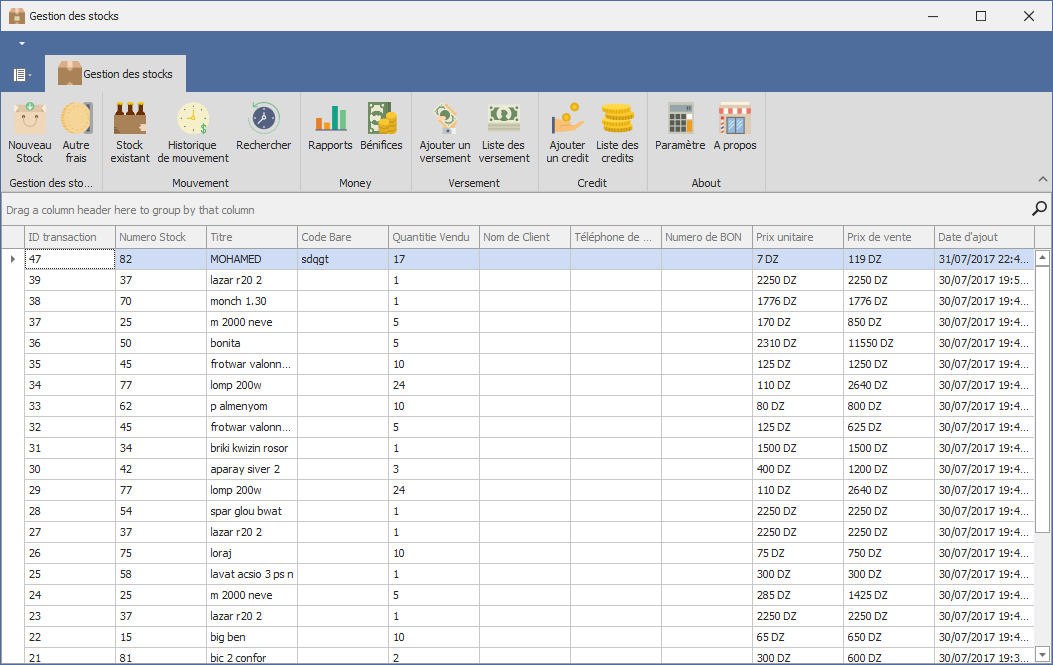 Gestion des stocks
Gestion des stocks
Nouveau Stock
Autre frais
Stock existant
Historique de mouvement
Rechercher
Rapports
Bénifices
Ajouter un versement
Liste des versement
Ajouter un credit
Liste des credits
Paramètre
A propos
Gestion des sto...
Mouvement
Money
Versement
Credit
About
Drag a column header here to group by that column
ID transaction Numero Stock Titre Code Bare Quantitie Vendu Nom de Client Téléphone de ... Numero de BON Prix unitaire Prix de vente Date d'ajout
47 82 MOHAMED sdqgt 17 7 DZ 119 DZ 31/07/2017 22:4...
39 37 lazar r20 2 1 2250 DZ 2250 DZ 30/07/2017 19:5...
38 70 monch 1.30 1 1776 DZ 1776 DZ 30/07/2017 19:4...
37 25 m 2000 neve 5 170 DZ 850 DZ 30/07/2017 19:4...
36 50 bonita 5 2310 DZ 11550 DZ 30/07/2017 19:4...
35 45 frotwar valonn... 10 125 DZ 1250 DZ 30/07/2017 19:4...
34 77 lomp 200w 24 110 DZ 2640 DZ 30/07/2017 19:4...
33 62 p almenyom 10 80 DZ 800 DZ 30/07/2017 19:4...
32 45 frotwar valonn... 5 125 DZ 625 DZ 30/07/2017 19:4...
31 34 briki kwizin rosor 1 1500 DZ 1500 DZ 30/07/2017 19:4...
30 42 aparay siver 2 3 400 DZ 1200 DZ 30/07/2017 19:4...
29 77 lomp 200w 24 110 DZ 2640 DZ 30/07/2017 19:4...
28 54 spar glou bwat 1 2250 DZ 2250 DZ 30/07/2017 19:4...
27 37 lazar r20 2 1 2250 DZ 2250 DZ 30/07/2017 19:4...
26 75 loraj 10 75 DZ 750 DZ 30/07/2017 19:4...
25 58 lavat acsio 3 ps n 1 300 DZ 300 DZ 30/07/2017 19:4...
24 25 m 2000 neve 5 285 DZ 1425 DZ 30/07/2017 19:4...
23 37 lazar r20 2 1 2250 DZ 2250 DZ 30/07/2017 19:4...
22 15 big ben 10 65 DZ 650 DZ 30/07/2017 19:4...
21 81 bic 2 confor 2 300 DZ 600 DZ 30/07/2017 19:3...